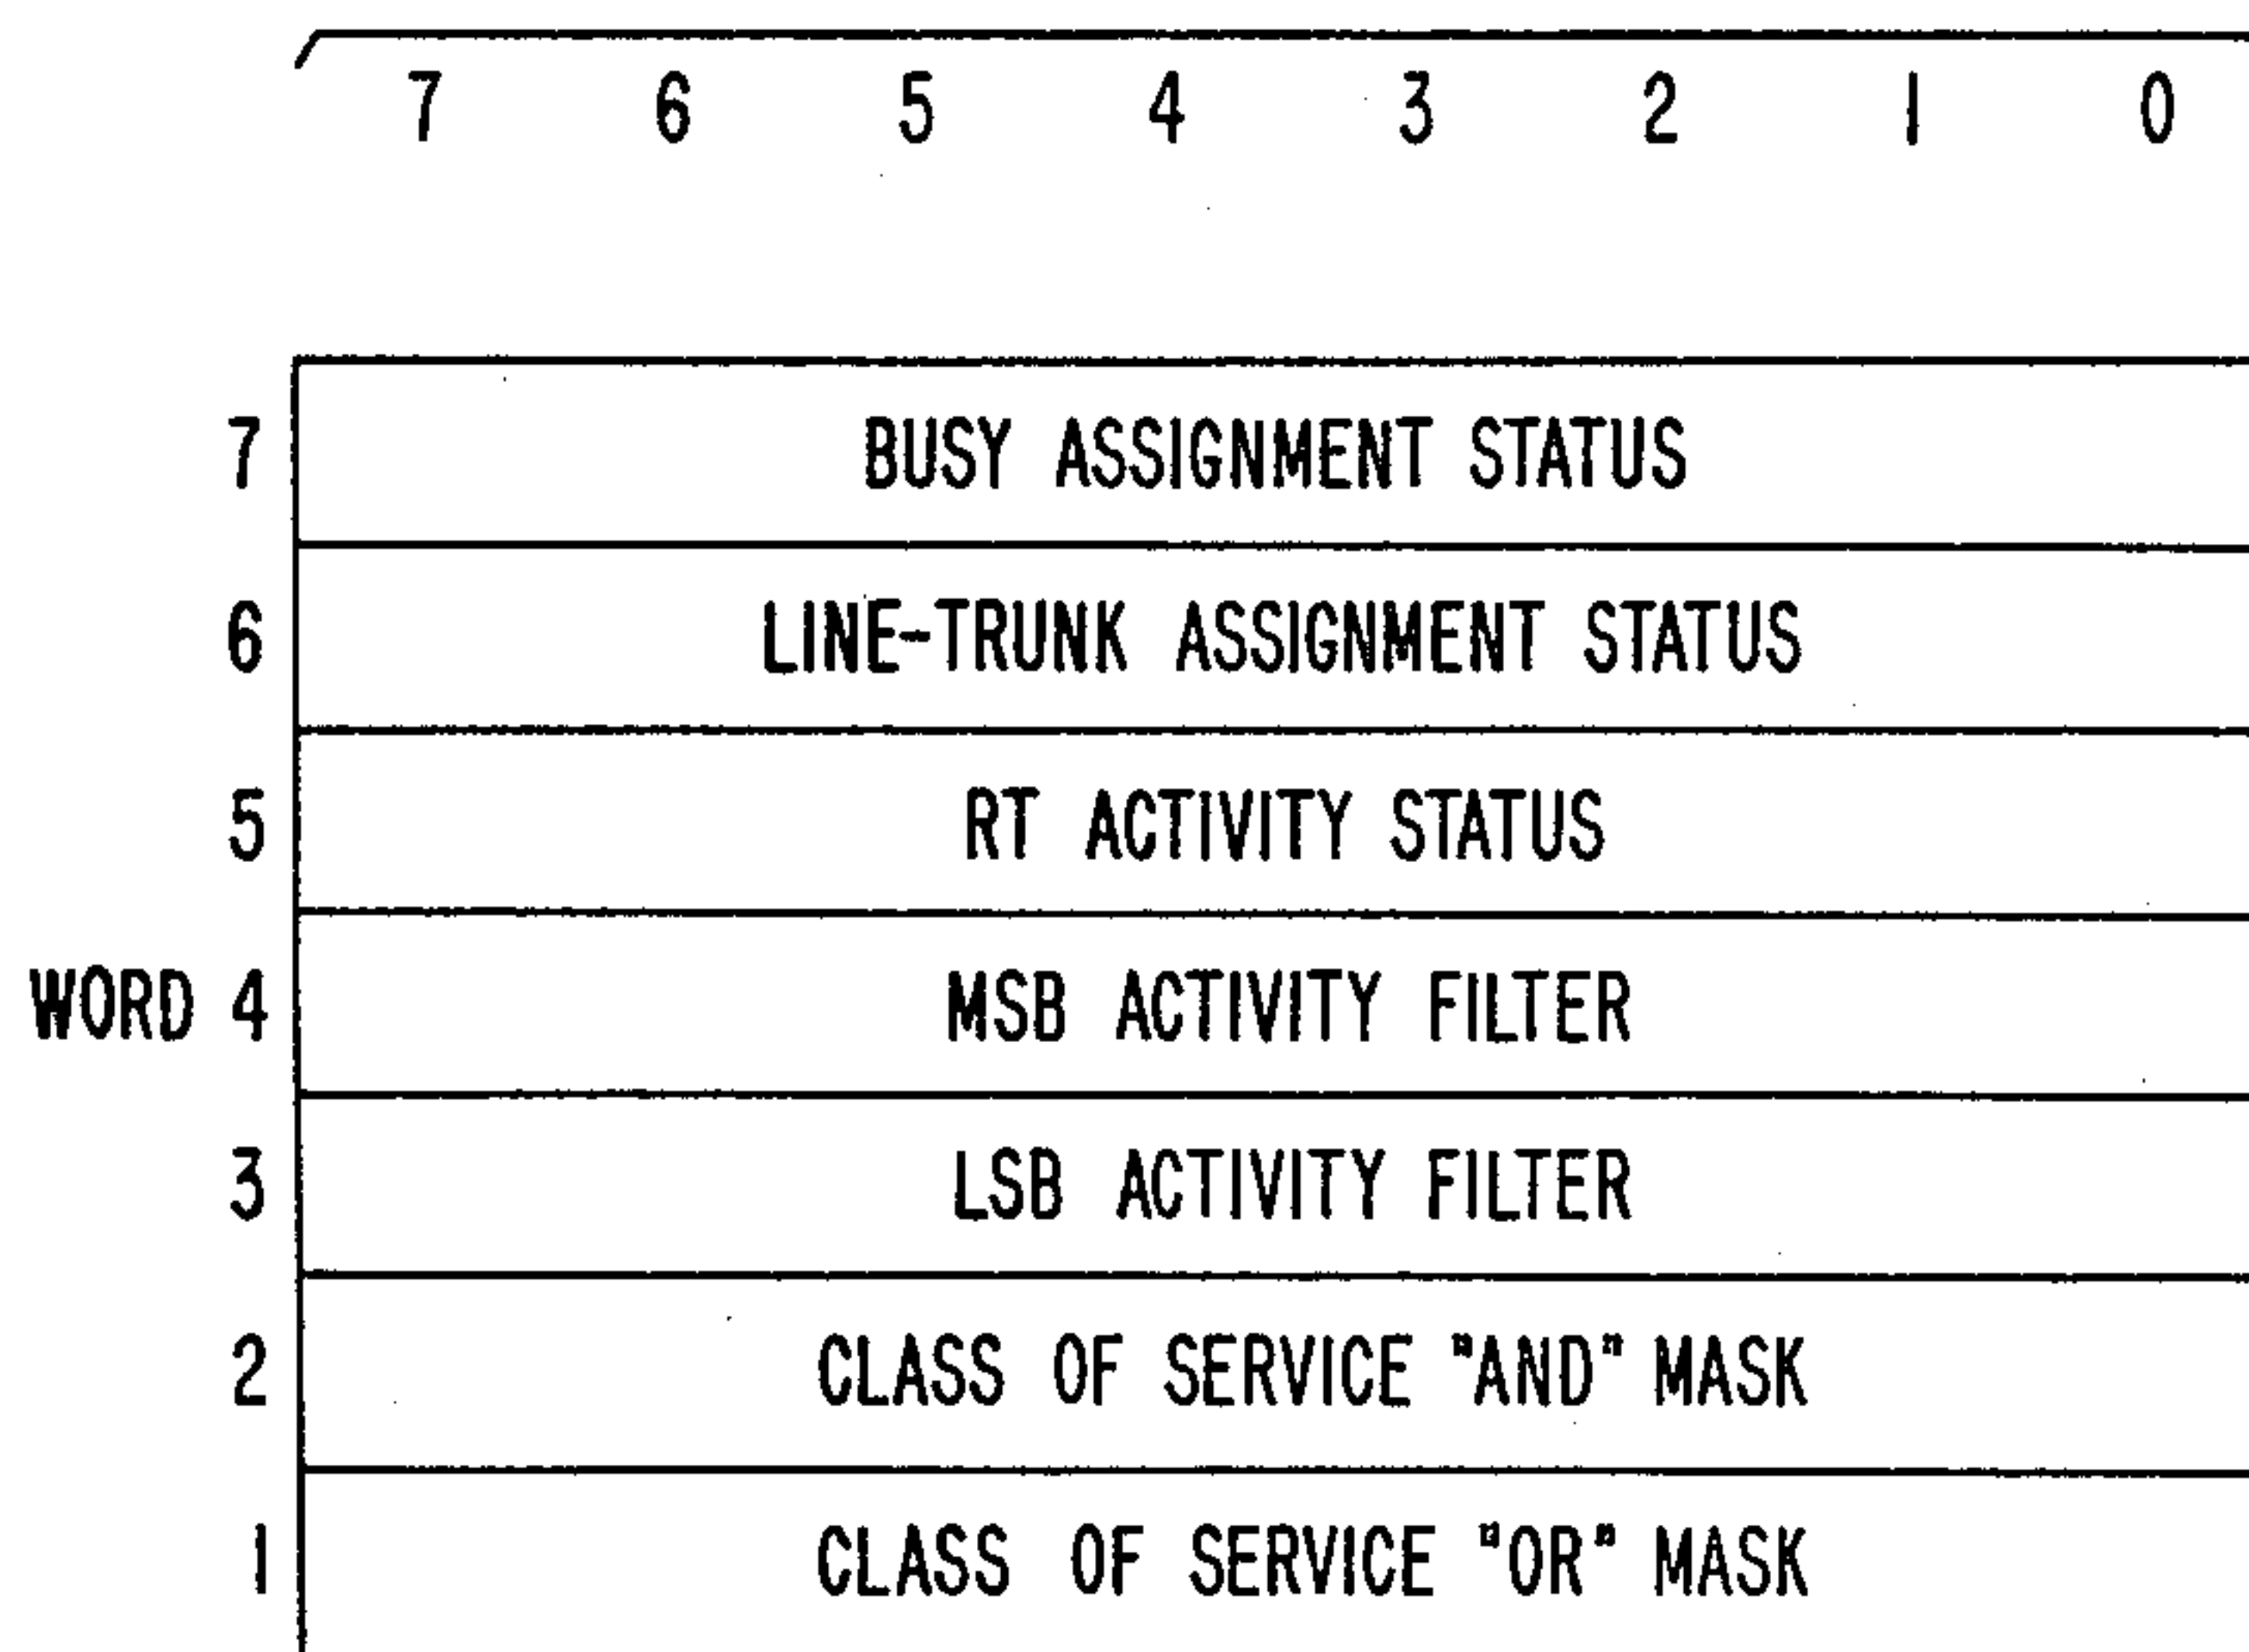 7 6 5 4 3 2 1 0
7 BUSY ASSIGNMENT STATUS
6 LINE-TRUNK ASSIGNMENT STATUS
5 RT ACTIVITY STATUS
WORD 4 MSB ACTIVITY FILTER
3 LSB ACTIVITY FILTER
2 CLASS OF SERVICE "AND" MASK
1 CLASS OF SERVICE "OR" MASK